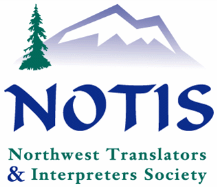 NOTIS
Northwest Translators
& Interpreters Society